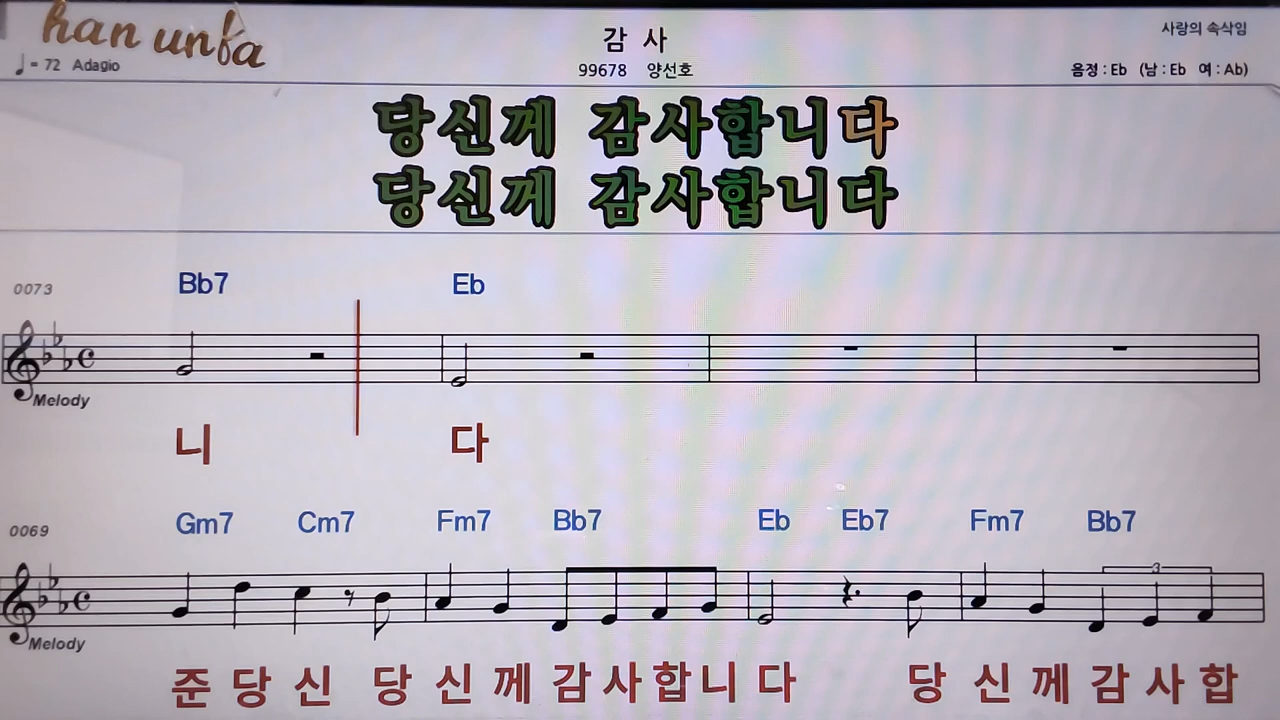 han unfa
감 사
사랑의 속삭임
♩= 72 Adagio
99678 양선호
음정 : Eb (남 : Eb 여 : Ab)
당신께 감사합니다
당신께 감사합니다
0073 Bb7 Eb
Melody
니 다
0069 Gm7 Cm7 Fm7 Bb7 Eb Eb7 Fm7 Bb7
3
Melody
준 당 신 당 신 께 감 사 합 니 다 당 신 께 감 사 합